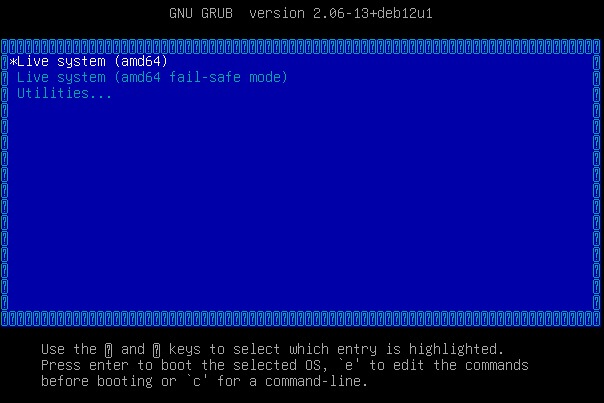 GNU GRUB version 2.06-13+deb12u1
*Live system (amd64)
Live system (amd64 fail-safe mode)
Utilities...
Use the ? and ? keys to select which entry is highlighted.
Press enter to boot the selected OS, `e' to edit the commands
before booting or `c' for a command-line.